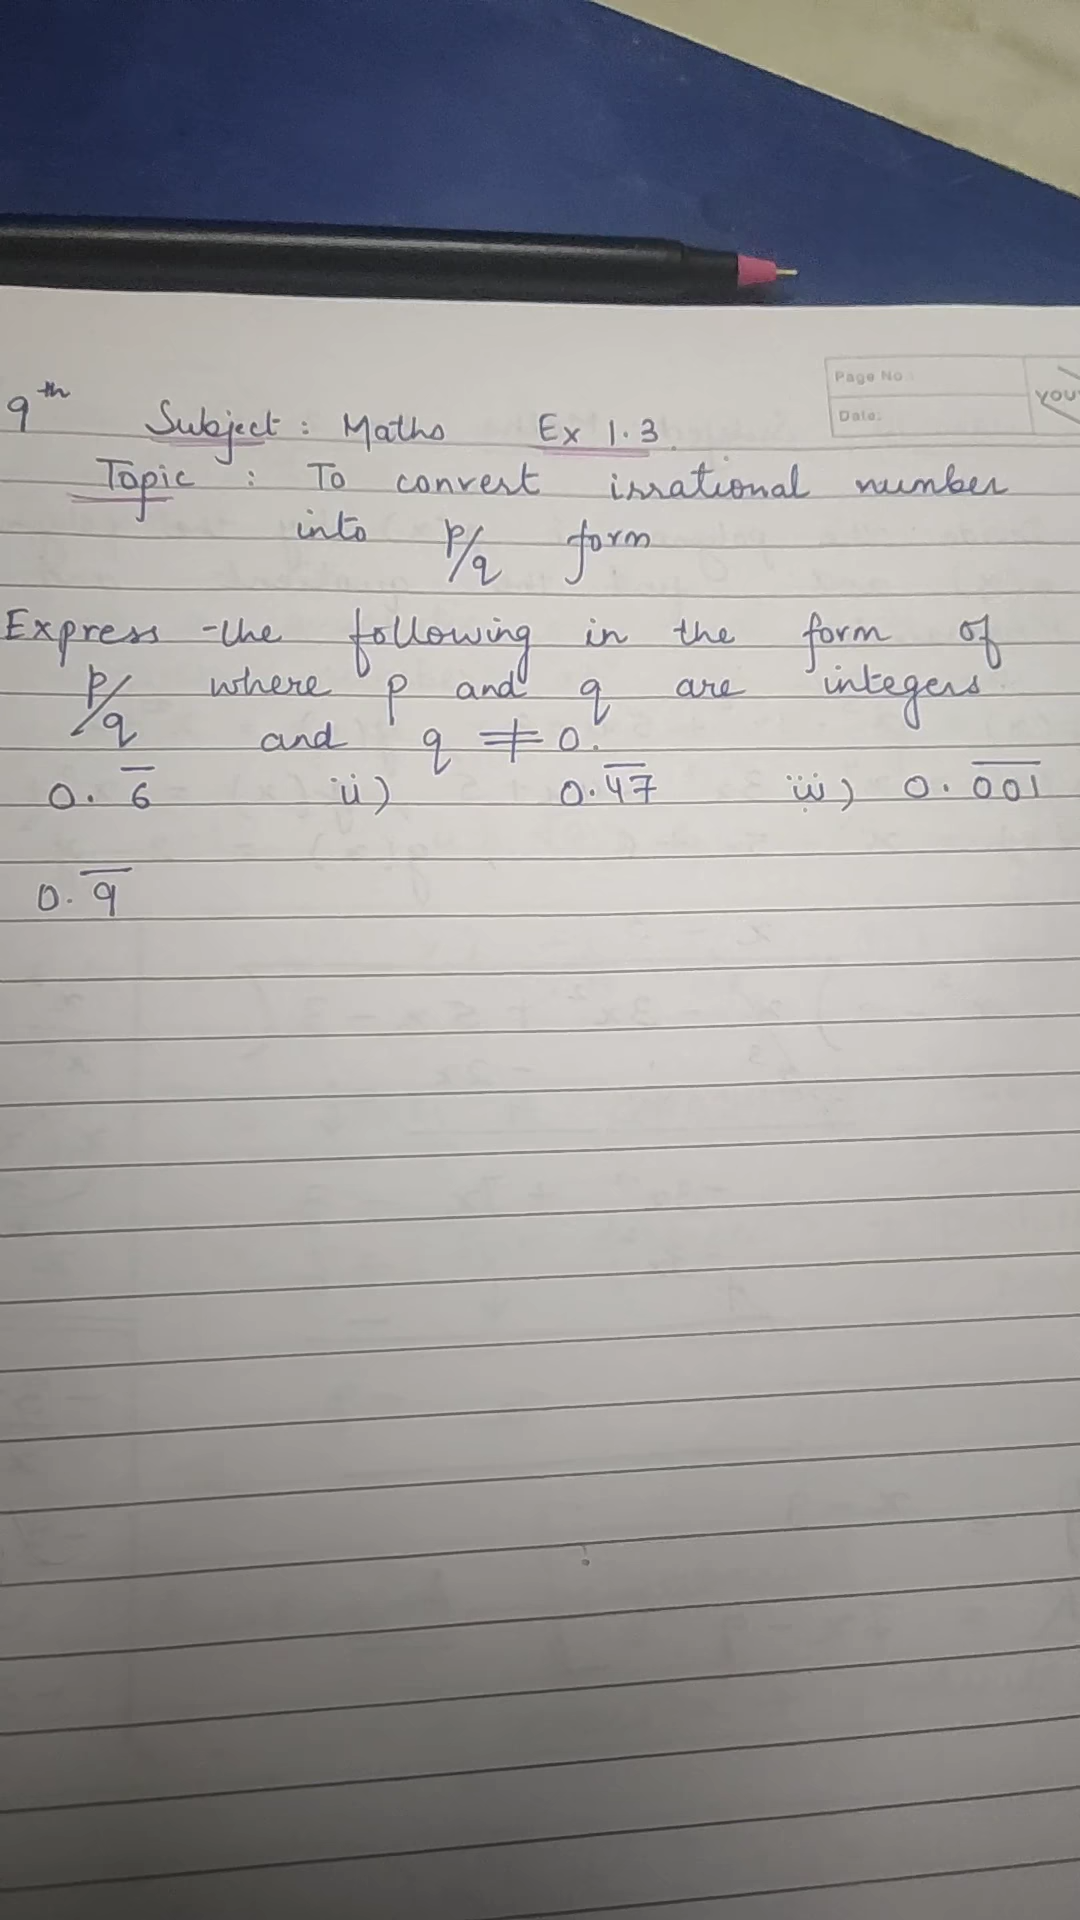 Page No.:
YOU
Date:
9th Subject: Maths Ex 1.3
Topic: To convert irrational number
into p/q form
Express the following in the form of
p/q where p and q are integers
and q ≠ 0.
0.6̅ ii) 0.4̅7̅ iii) 0.0̅0̅1̅
0.9̅